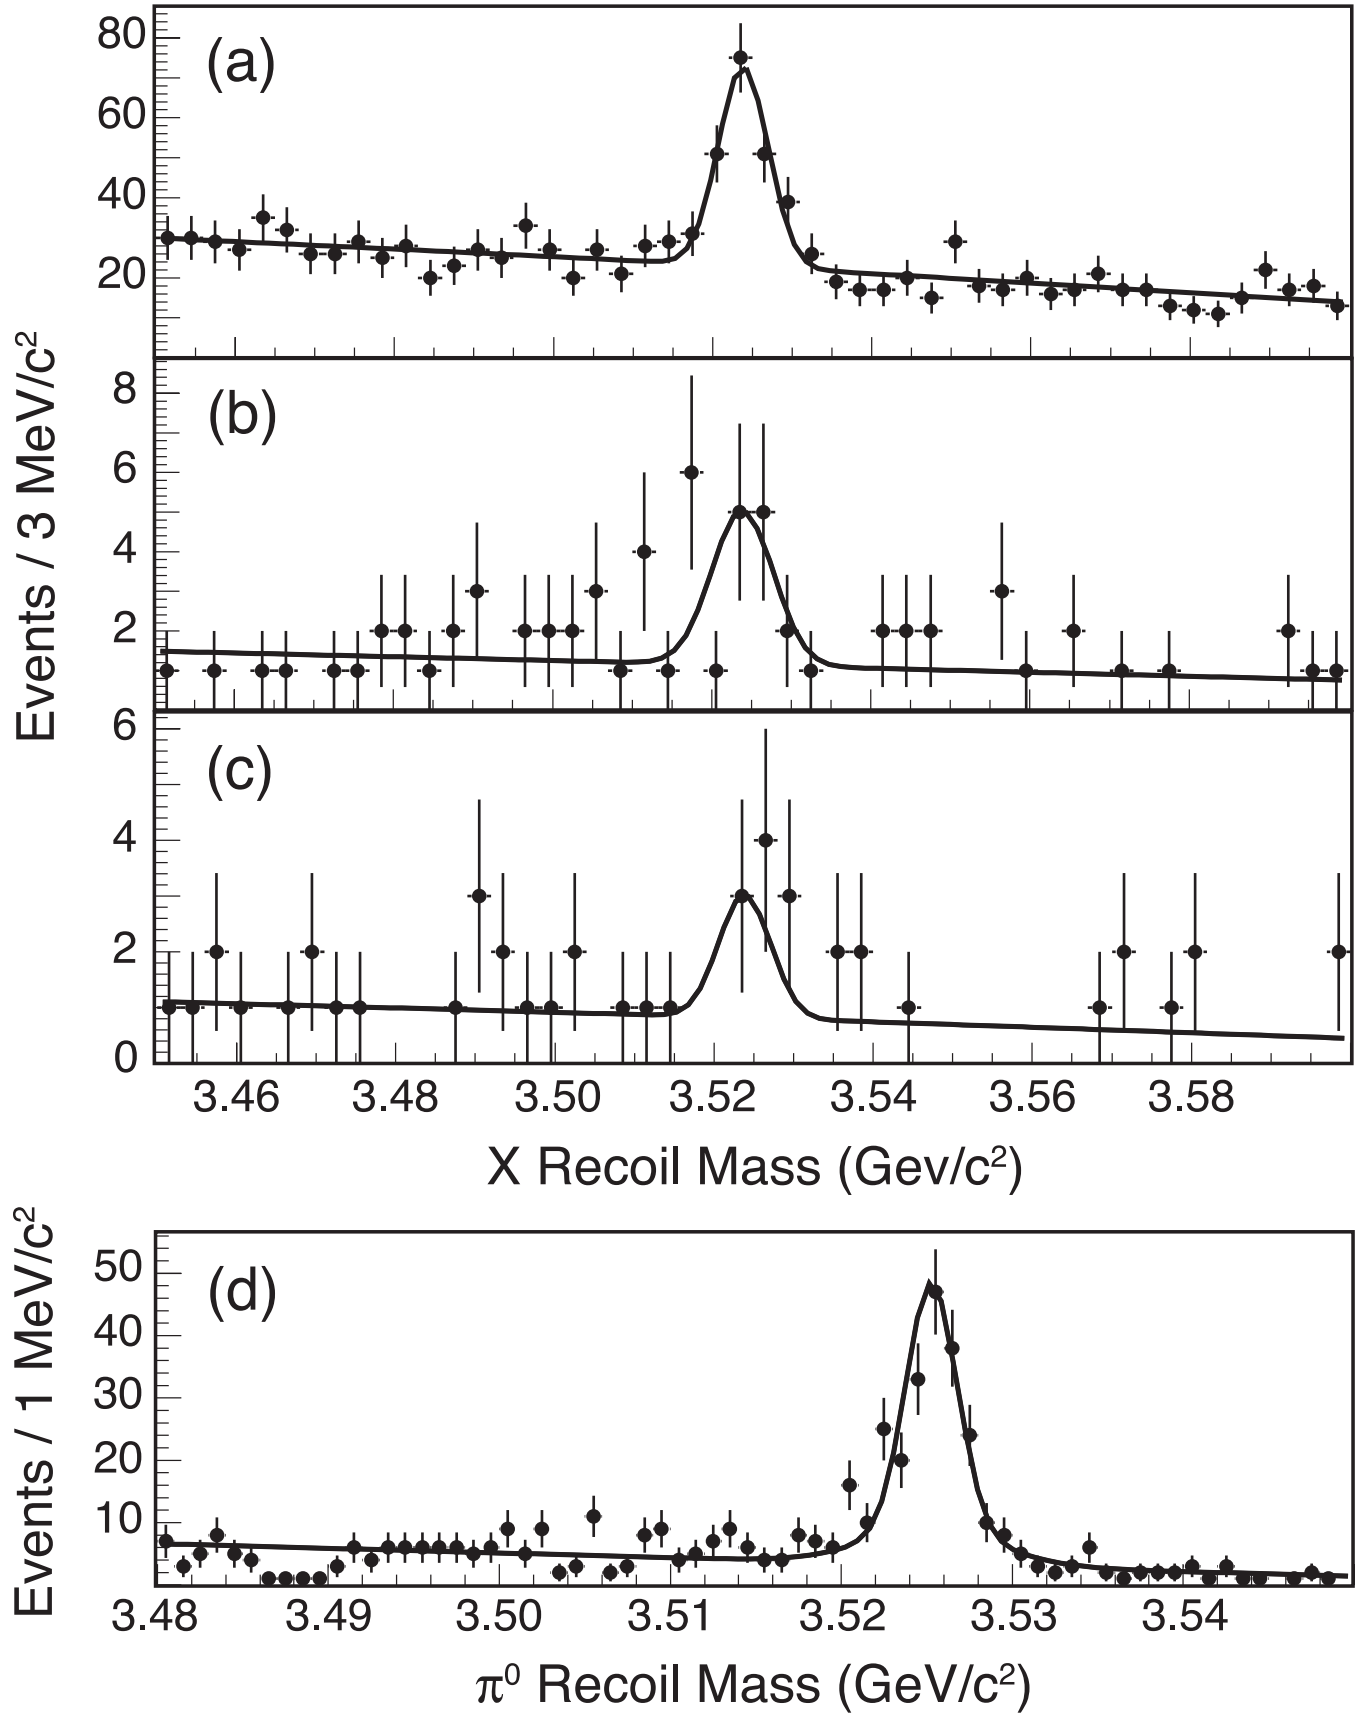 80
(a)
60
40
20
Events / 3 MeV/c²
8
(b)
6
4
2
6
(c)
4
2
0
3.46 3.48 3.50 3.52 3.54 3.56 3.58
X Recoil Mass (Gev/c²)
Events / 1 MeV/c²
50
(d)
40
30
20
10
3.48 3.49 3.50 3.51 3.52 3.53 3.54
π⁰ Recoil Mass (GeV/c²)